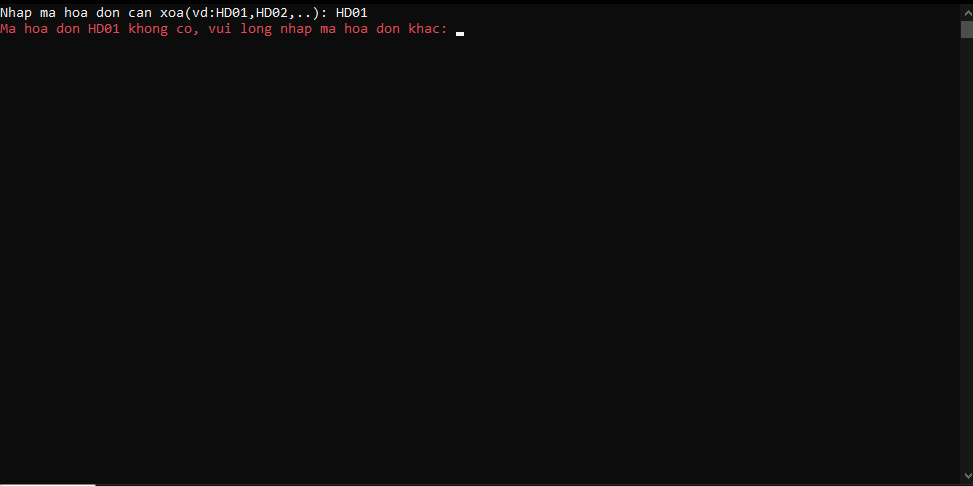 Nhap ma hoa don can xoa(vd:HD01,HD02,..): HD01
Ma hoa don HD01 khong co, vui long nhap ma hoa don khac: